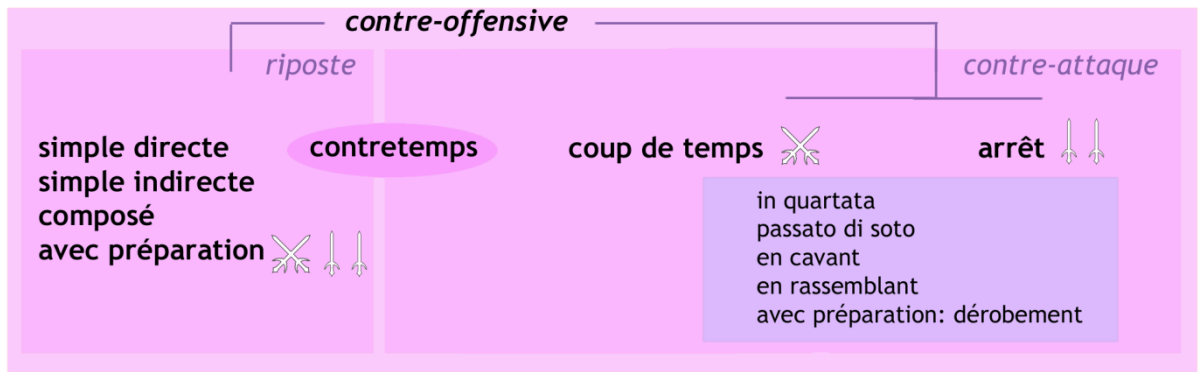 contre-offensive
riposte
contre-attaque
simple directe
simple indirecte
composé
avec préparation
contretemps
coup de temps
arrêt
in quartata
passato di soto
en cavant
en rassemblant
avec préparation: dérobement